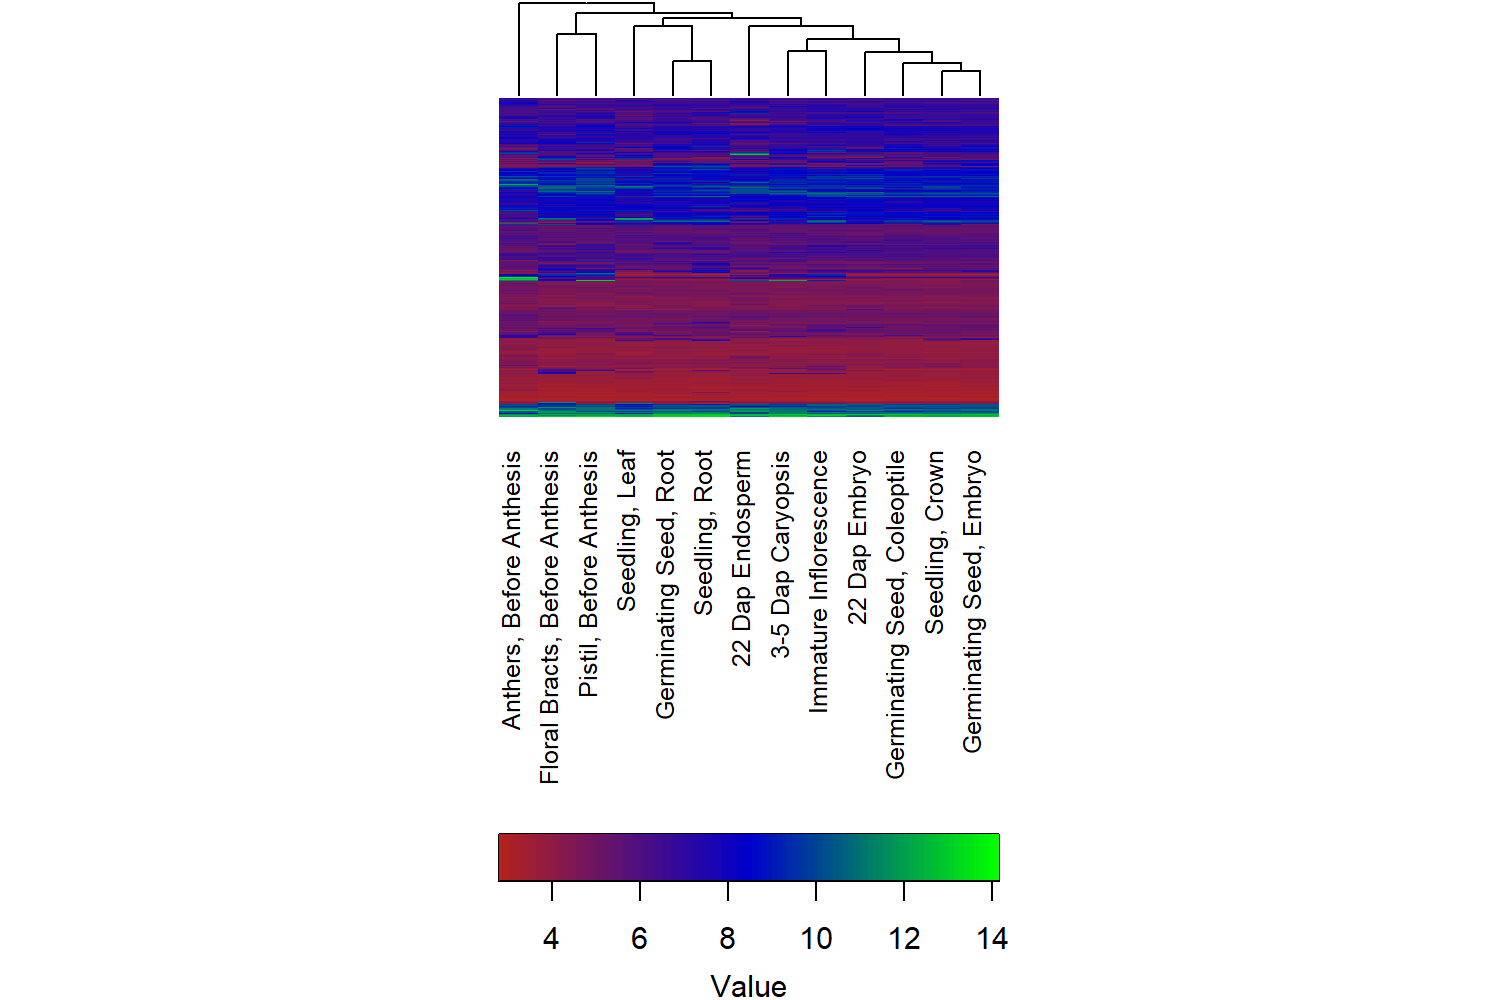 Anthers, Before Anthesis
Floral Bracts, Before Anthesis
Pistil, Before Anthesis
Seedling, Leaf
Germinating Seed, Root
Seedling, Root
22 Dap Endosperm
3-5 Dap Caryopsis
Immature Inflorescence
22 Dap Embryo
Germinating Seed, Coleoptile
Seedling, Crown
Germinating Seed, Embryo
4 6 8 10 12 14
Value